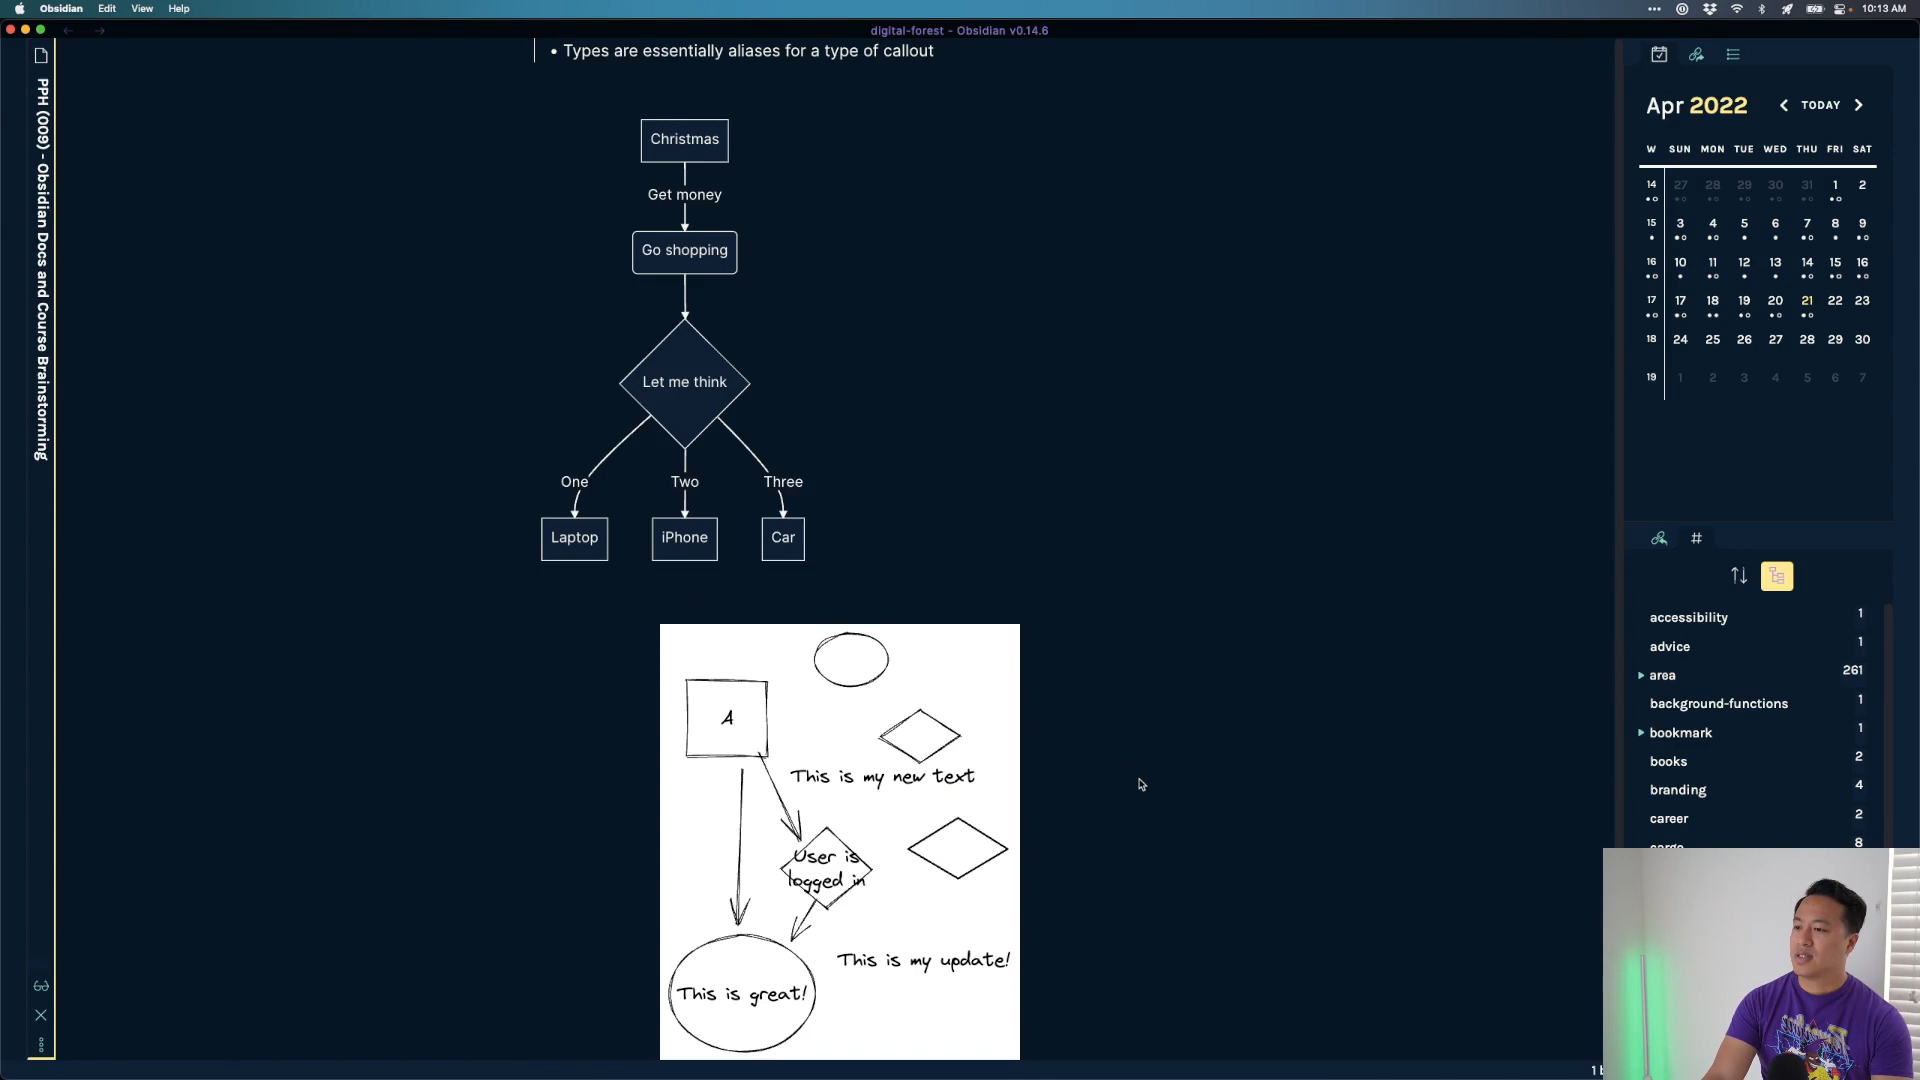 Obsidian Edit View Help
10:13 AM
digital-forest - Obsidian v0.14.6
PPH (009) - Obsidian Docs and Course Brainstorming
• Types are essentially aliases for a type of callout
Christmas
Get money
Go shopping
Let me think
One Two Three
Laptop iPhone Car
A
This is my new text
User is
logged in
This is my update!
This is great!
Apr 2022
TODAY
W SUN MON TUE WED THU FRI SAT
14 27 28 29 30 31 1 2
15 3 4 5 6 7 8 9
16 10 11 12 13 14 15 16
17 17 18 19 20 21 22 23
18 24 25 26 27 28 29 30
19 1 2 3 4 5 6 7
#
accessibility 1
advice 1
area 261
background-functions 1
bookmark 1
books 2
branding 4
career 2
8